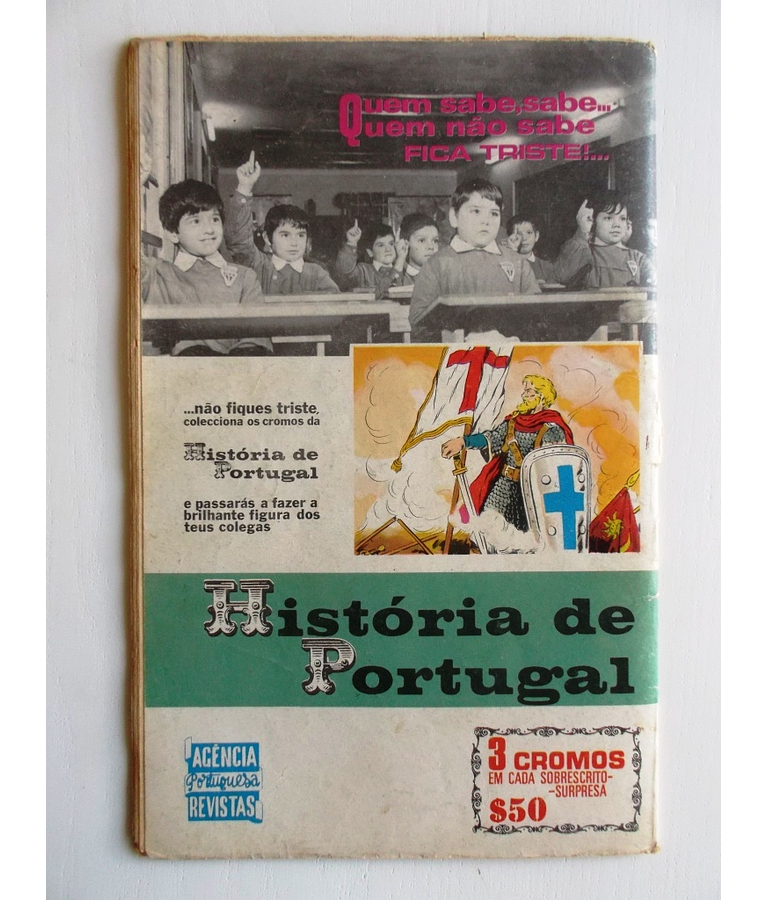 Quem sabe, sabe...
Quem não sabe
FICA TRISTE!...
...não fiques triste,
colecciona os cromos da
História de
Portugal
e passarás a fazer a
brilhante figura dos
teus colegas
História de
Portugal
AGÊNCIA
Portuguesa
REVISTAS
3 CROMOS
EM CADA SOBRESCRITO-
-SURPRESA
$50